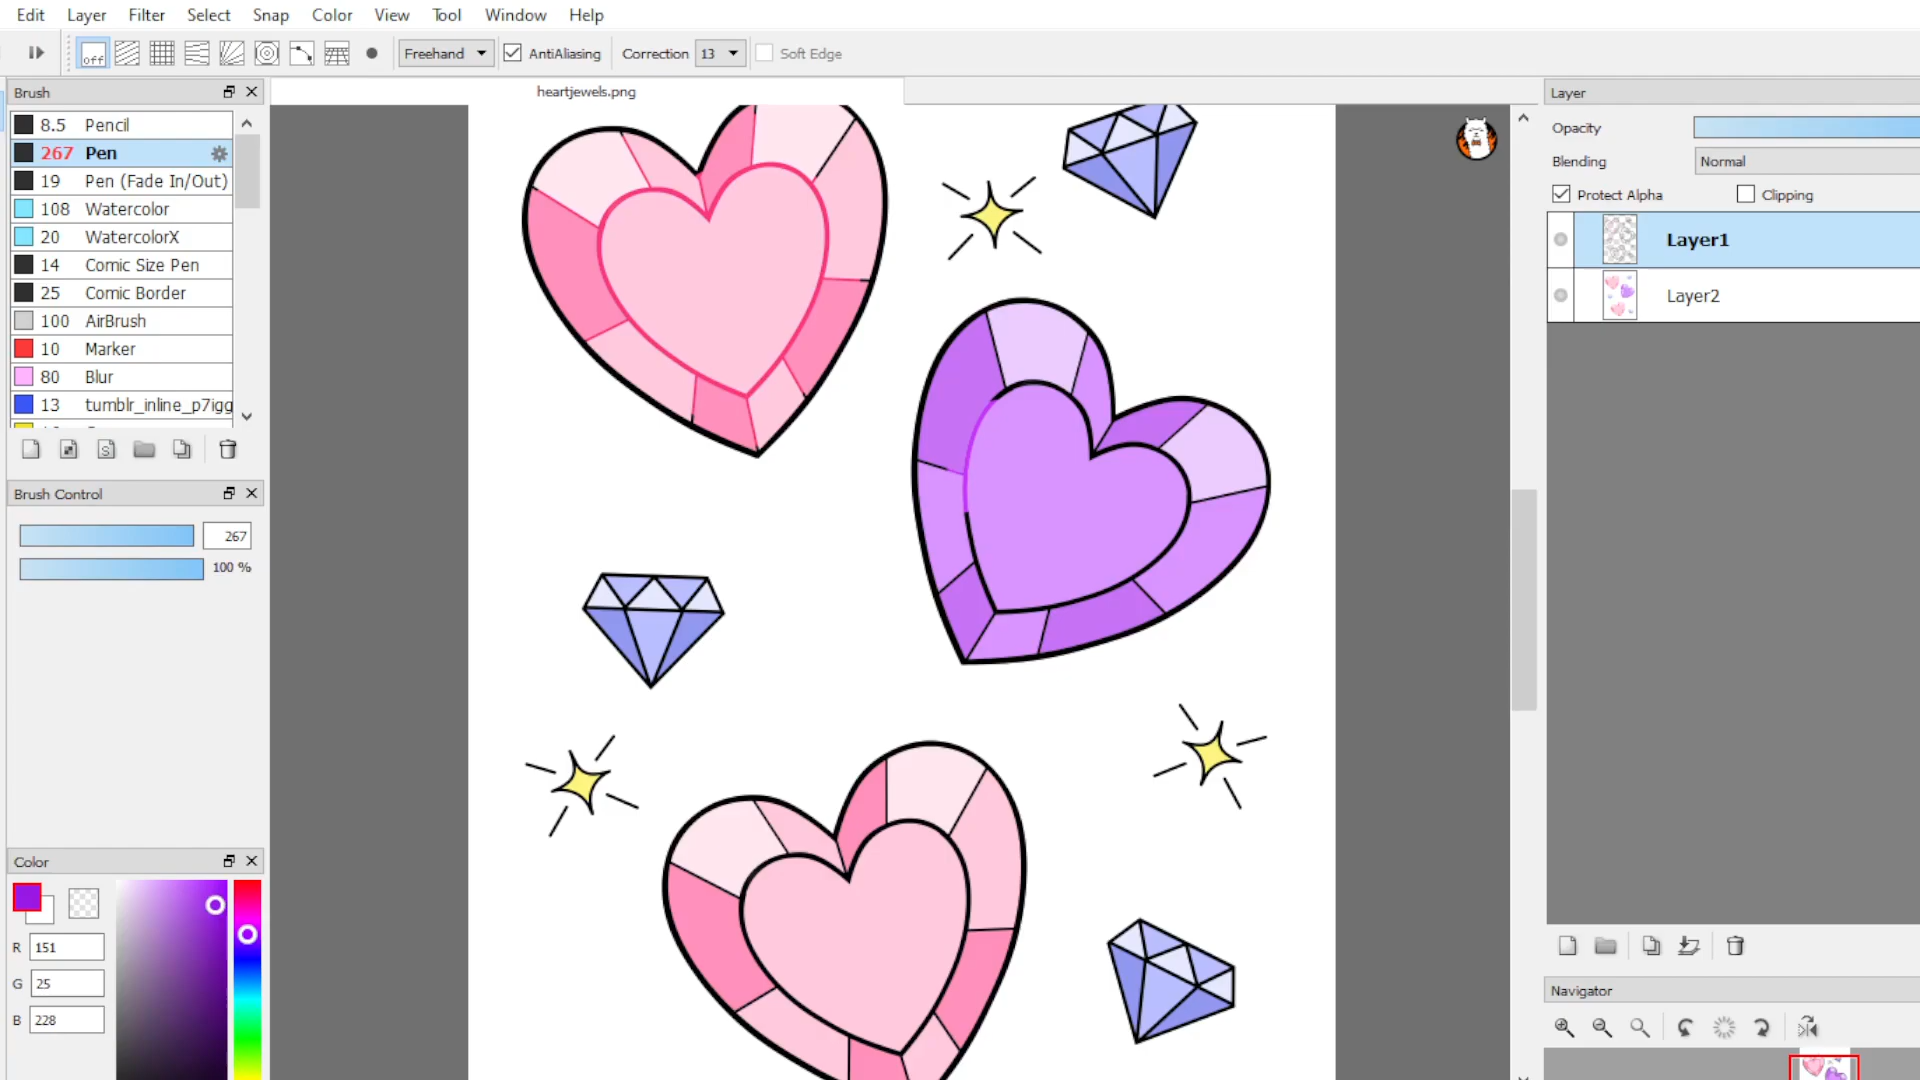 Edit Layer Filter Select Snap Color View Tool Window Help
off Freehand AntiAliasing Correction 13 Soft Edge
Brush
heartjewels.png
8.5 Pencil
267 Pen
19 Pen (Fade In/Out)
108 Watercolor
20 WatercolorX
14 Comic Size Pen
25 Comic Border
100 AirBrush
10 Marker
80 Blur
13 tumblr_inline_p7igg
S
Brush Control
267
100 %
Color
R 151
G 25
B 228
Layer
Opacity
Blending Normal
Protect Alpha Clipping
Layer1
Layer2
Navigator